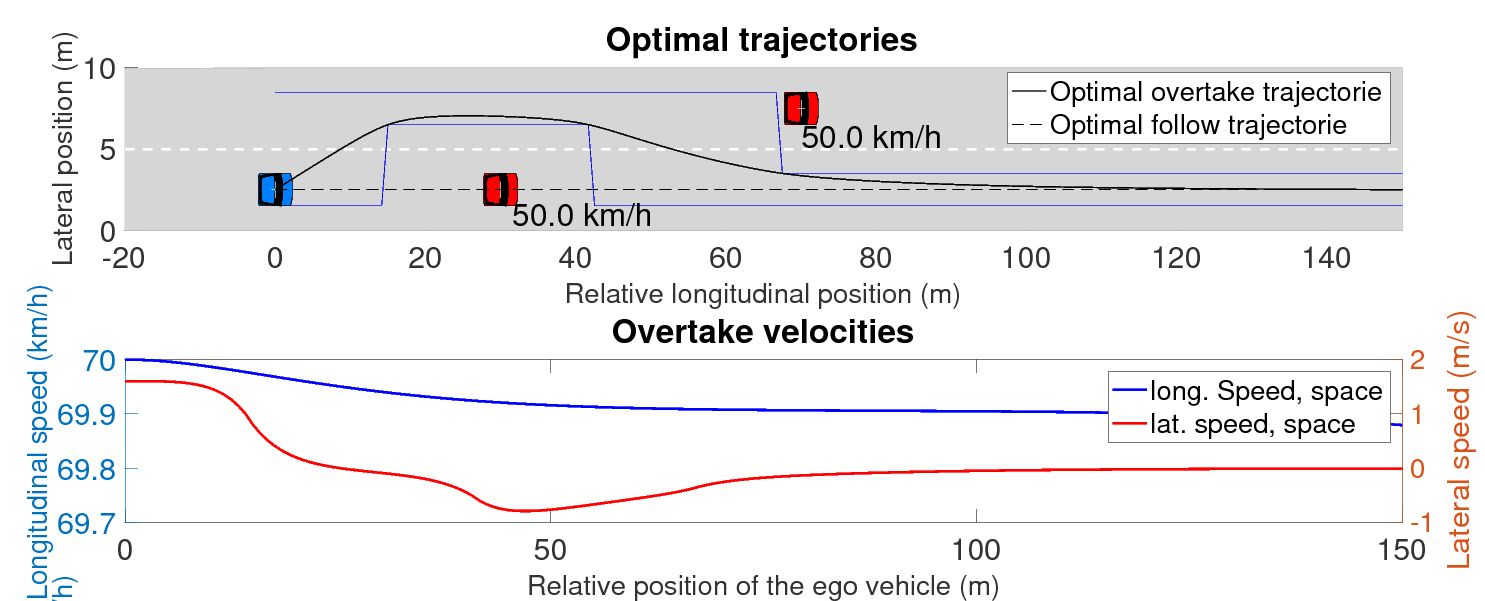 Optimal trajectories
Lateral position (m)
10
5
0
Optimal overtake trajectorie
Optimal follow trajectorie
50.0 km/h
50.0 km/h
-20 0 20 40 60 80 100 120 140
Relative longitudinal position (m)
Overtake velocities
Longitudinal speed (km/h)
70
69.9
69.8
69.7
long. Speed, space
lat. speed, space
2
1
0
-1
Lateral speed (m/s)
0 50 100 150
Relative position of the ego vehicle (m)
/h)